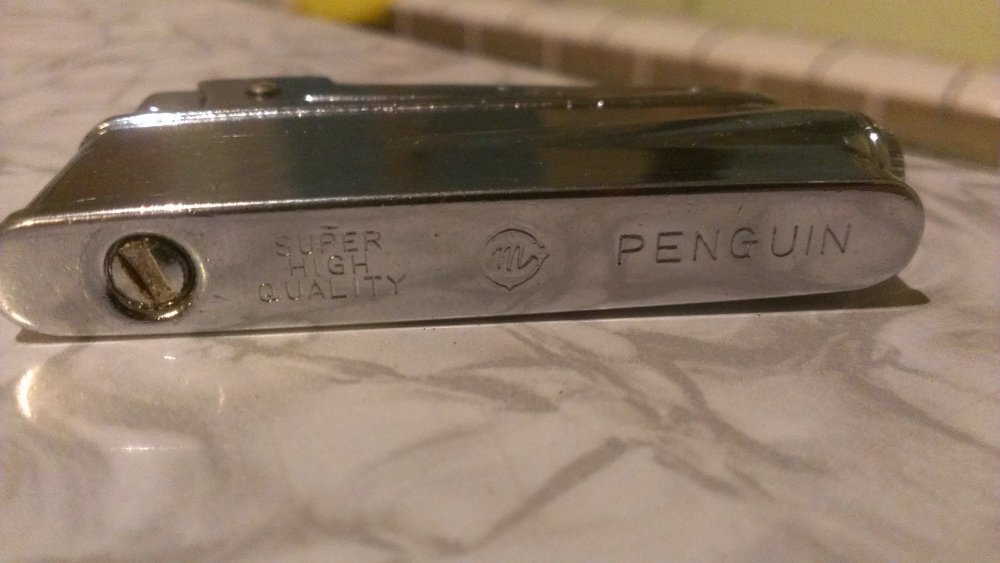 SUPER
HIGH
QUALITY
m
PENGUIN